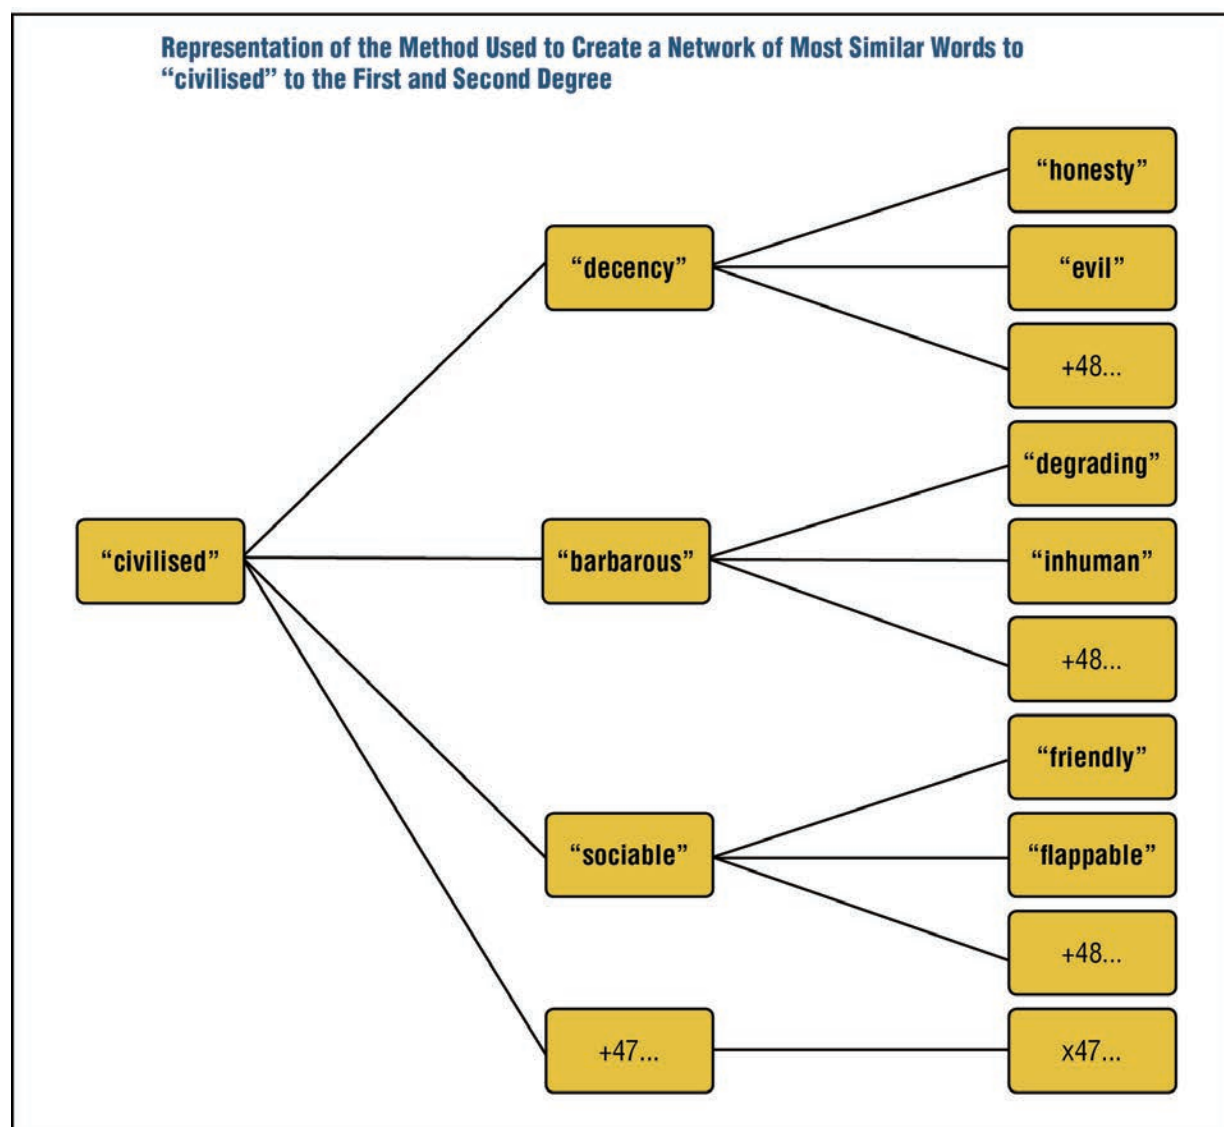 Representation of the Method Used to Create a Network of Most Similar Words to
“civilised” to the First and Second Degree
“honesty”
“decency”
“evil”
+48...
“degrading”
“civilised”
“barbarous”
“inhuman”
+48...
“friendly”
“sociable”
“flappable”
+48...
+47...
x47...